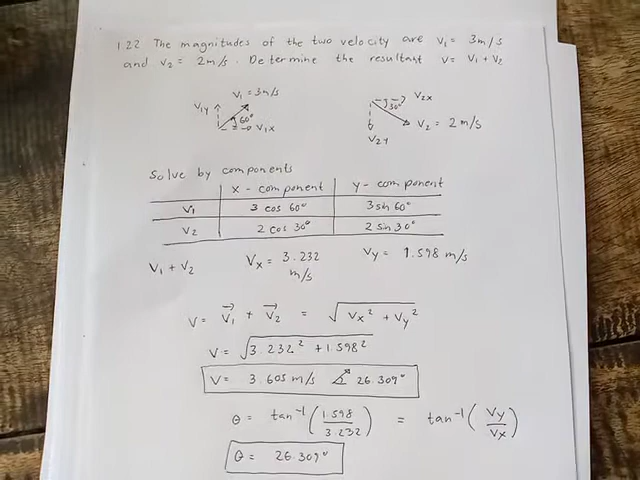 1.22 The magnitudes of the two velocity are V₁ = 3m/s
and V₂ = 2m/s. Determine the resultant V = V₁ + V₂
V₁ = 3m/s
V₁y
60°
V₁x
V₂x
30°
V₂ = 2m/s
V₂y
Solve by components
x - component y - component
V₁ 3 cos 60° 3 sin 60°
V₂ 2 cos 30° 2 sin 30°
V₁ + V₂ Vx = 3.232 m/s Vy = 1.598 m/s
V = V₁ + V₂ = √(Vx² + Vy²)
V = √(3.232² + 1.598²)
V = 3.605 m/s ∡ 26.309°
θ = tan⁻¹(1.598/3.232) = tan⁻¹(Vy/Vx)
θ = 26.309°